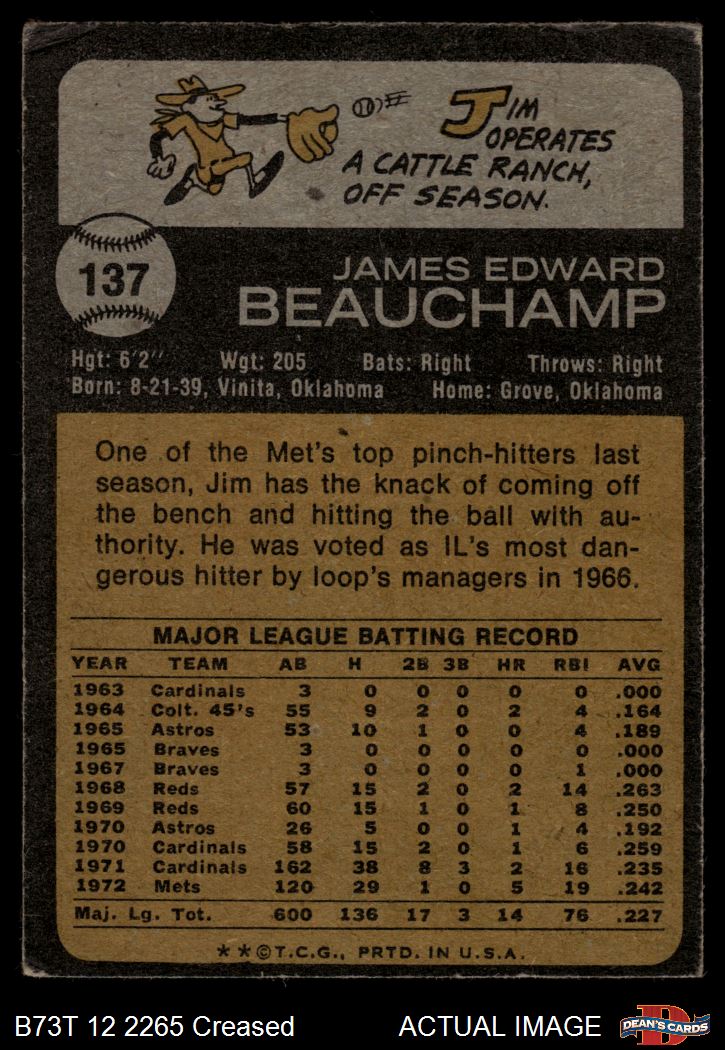 JIM
OPERATES
A CATTLE RANCH,
OFF SEASON.
137
JAMES EDWARD
BEAUCHAMP
Hgt: 6'2" Wgt: 205 Bats: Right Throws: Right
Born: 8-21-39, Vinita, Oklahoma Home: Grove, Oklahoma
One of the Met's top pinch-hitters last
season, Jim has the knack of coming off
the bench and hitting the ball with au-
thority. He was voted as IL's most dan-
gerous hitter by loop's managers in 1966.
MAJOR LEAGUE BATTING RECORD
YEAR TEAM AB H 2B 3B HR RBI AVG
1963 Cardinals 3 0 0 0 0 0 .000
1964 Colt. 45's 55 9 2 0 2 4 .164
1965 Astros 53 10 1 0 0 4 .189
1965 Braves 3 0 0 0 0 0 .000
1967 Braves 3 0 0 0 0 1 .000
1968 Reds 57 15 2 0 2 14 .263
1969 Reds 60 15 1 0 1 8 .250
1970 Astros 26 5 0 0 1 4 .192
1970 Cardinals 58 15 2 0 1 6 .259
1971 Cardinals 162 38 8 3 2 16 .235
1972 Mets 120 29 1 0 5 19 .242
Maj. Lg. Tot. 600 136 17 3 14 76 .227
**©T.C.G., PRTD. IN U.S.A.
B73T 12 2265 Creased ACTUAL IMAGE
DEAN'S CARDS